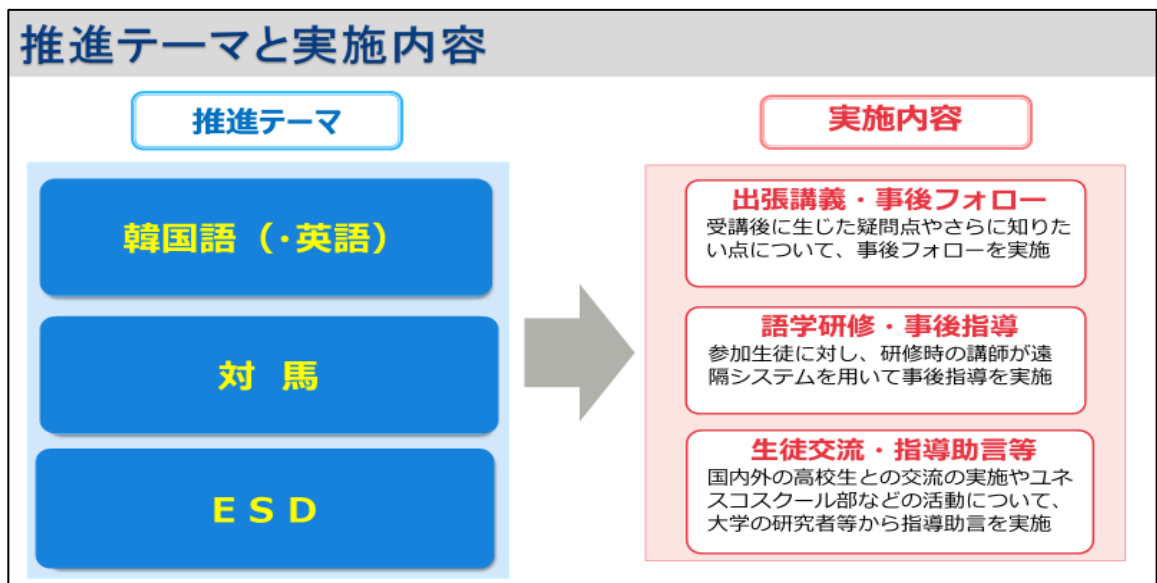 推進テーマと実施内容
推進テーマ
韓国語（・英語）
対 馬
ＥＳＤ
実施内容
出張講義・事後フォロー
受講後に生じた疑問点やさらに知りた
い点について、事後フォローを実施
語学研修・事後指導
参加生徒に対し、研修時の講師が遠
隔システムを用いて事後指導を実施
生徒交流・指導助言等
国内外の高校生との交流の実施やユネ
スコスクール部などの活動について、
大学の研究者等から指導助言を実施